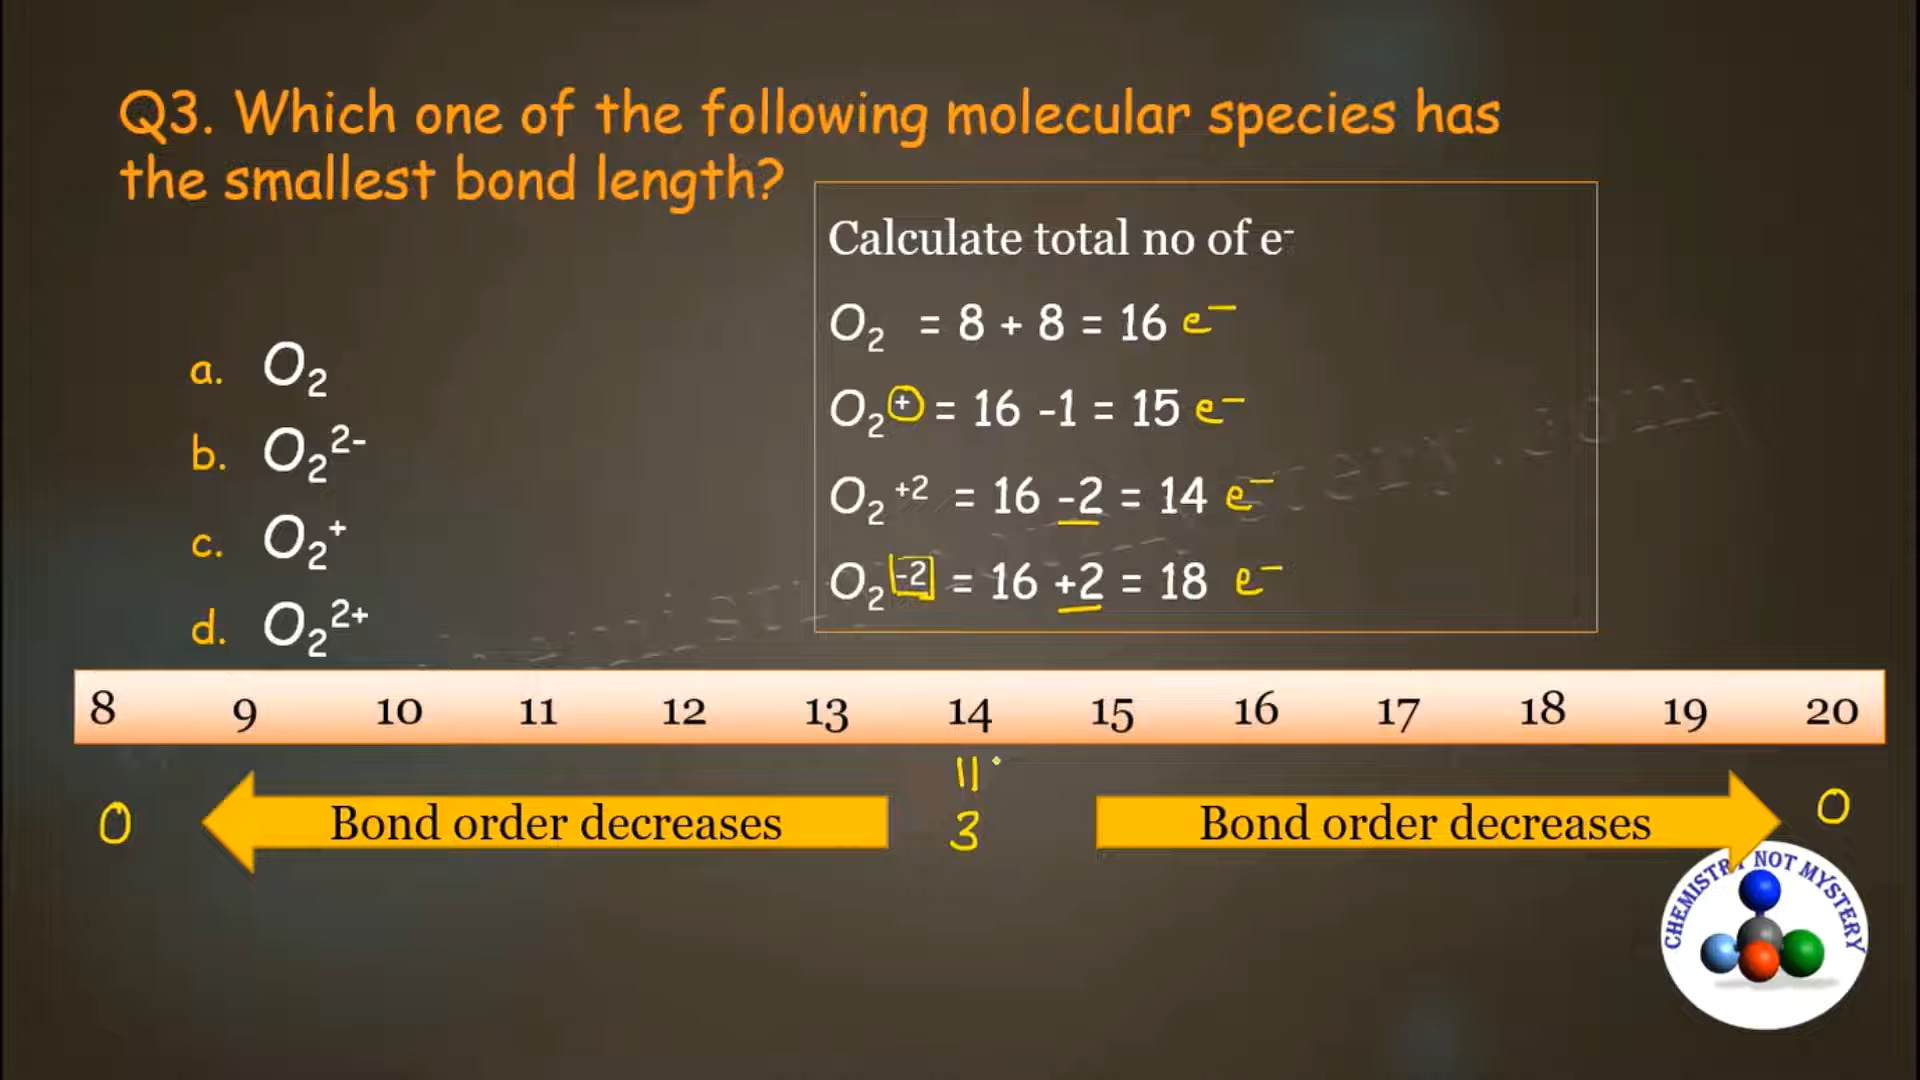 Q3. Which one of the following molecular species has
the smallest bond length?
a. O₂
b. O₂²⁻
c. O₂⁺
d. O₂²⁺
Calculate total no of e⁻
O₂ = 8 + 8 = 16 e⁻
O₂⁺ = 16 -1 = 15 e⁻
O₂⁺² = 16 -2 = 14 e⁻
O₂⁻² = 16 +2 = 18 e⁻
8 9 10 11 12 13 14 15 16 17 18 19 20
0 Bond order decreases 3 Bond order decreases 0
CHEMISTRY NOT MYSTERY